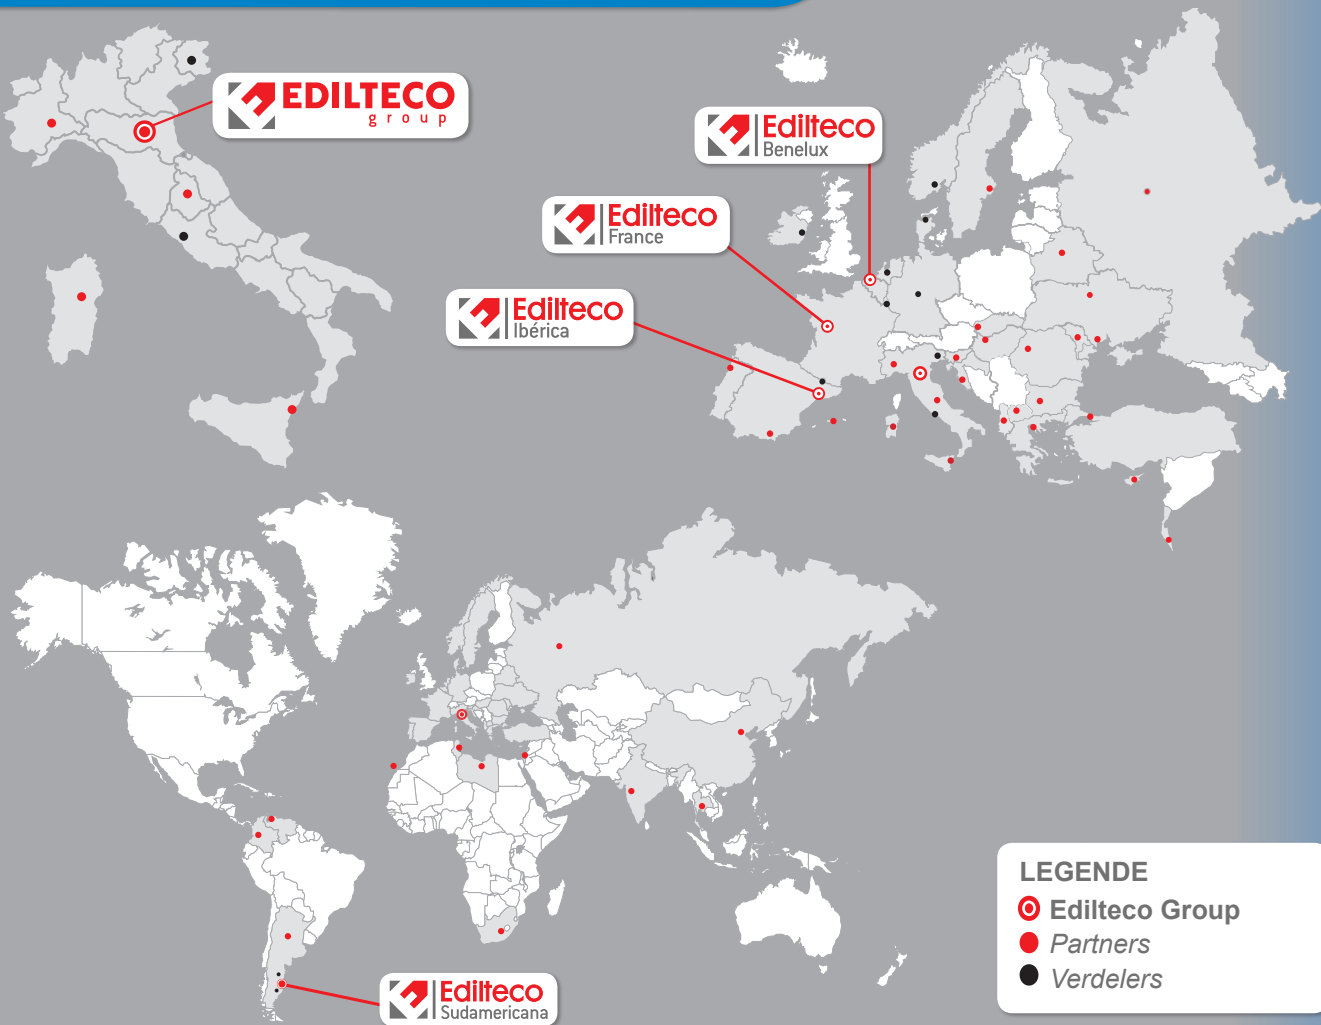 EDILTECO
group
Edilteco
Benelux
Edilteco
France
Edilteco
Ibérica
Edilteco
Sudamericana
LEGENDE
Edilteco Group
Partners
Verdelers